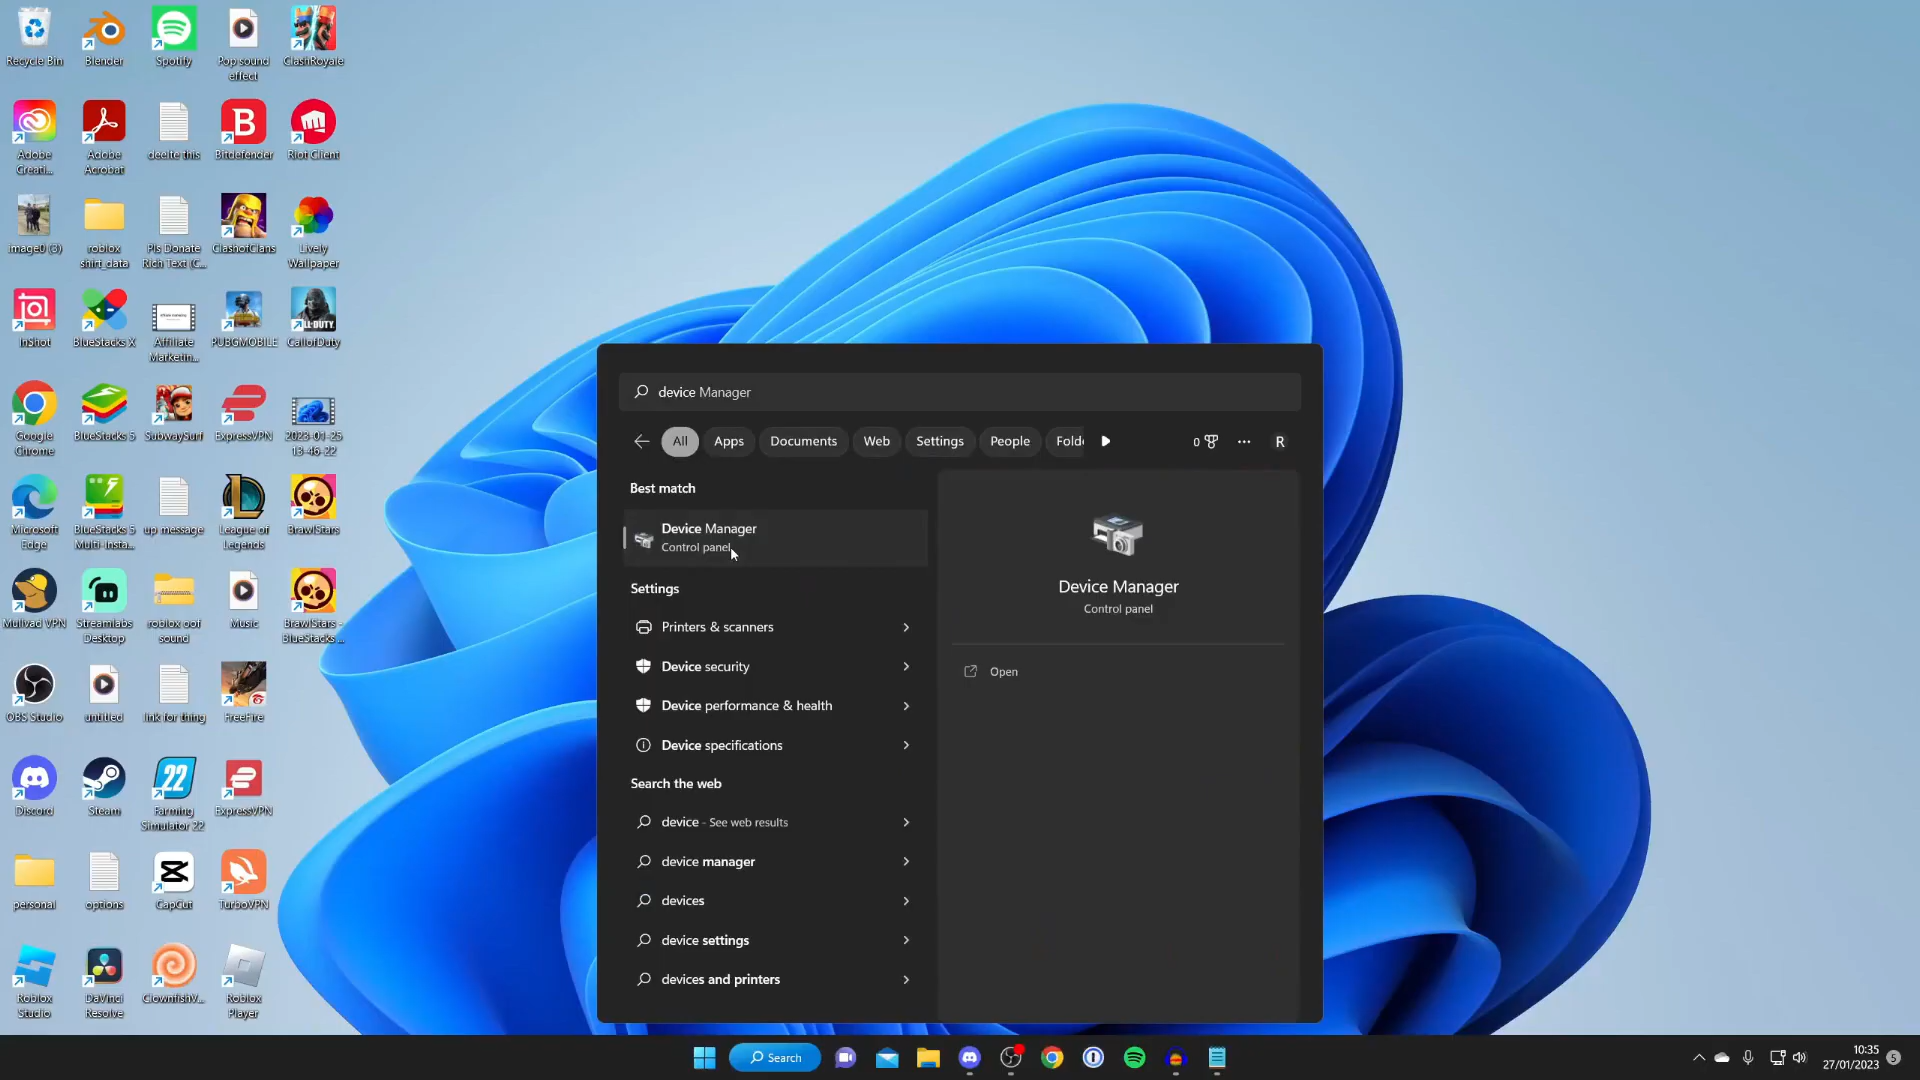 Recycle Bin
Blender
Spotify
Pop sound
effect
ClashRoyale
Adobe
Creati...
Adobe
Acrobat
deelte this
Bitdefender
Riot Client
image0 (3)
roblox
shirt_data
Pls Donate
Rich Text (C...
ClashofClans
Lively
Wallpaper
InShot
BlueStacks X
Affiliate
Marketin...
PUBGMOBILE
CallofDuty
Google
Chrome
BlueStacks 5
SubwaySurf
ExpressVPN
2023-01-25
13-46-22
Microsoft
Edge
BlueStacks 5
Multi-Insta...
up message
League of
Legends
BrawlStars
Mullvad VPN
Streamlabs
Desktop
roblox oof
sound
Music
BrawlStars -
BlueStacks ...
OBS Studio
untitled
link for thing
FreeFire
Discord
Steam
Farming
Simulator 22
ExpressVPN
personal
options
CapCut
TurboVPN
Roblox
Studio
DaVinci
Resolve
ClownfishV...
Roblox
Player
device Manager
All
Apps
Documents
Web
Settings
People
Folde
0
R
Best match
Device Manager
Control panel
Settings
Printers & scanners
Device security
Device performance & health
Device specifications
Search the web
device - See web results
device manager
devices
device settings
devices and printers
Device Manager
Control panel
Open
Search
10:35
27/01/2023
5